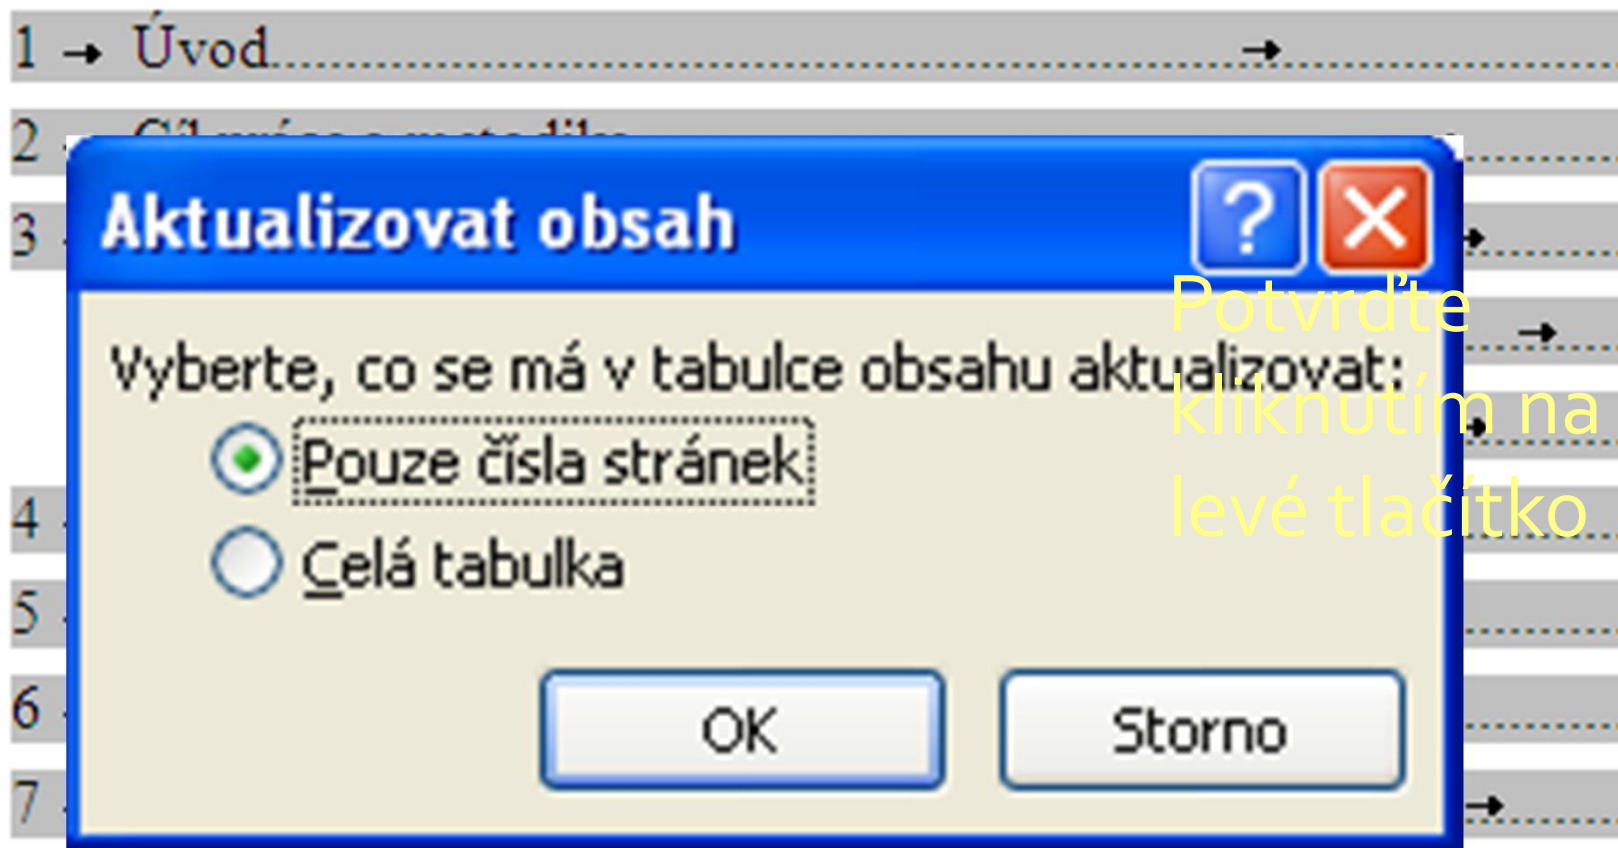 1 → Úvod
2
3
Aktualizovat obsah
Potvrďte
Vyberte, co se má v tabulce obsahu aktualizovat:
kliknutím na
Pouze čísla stránek
levé tlačítko
4
Celá tabulka
5
6
OK Storno
7